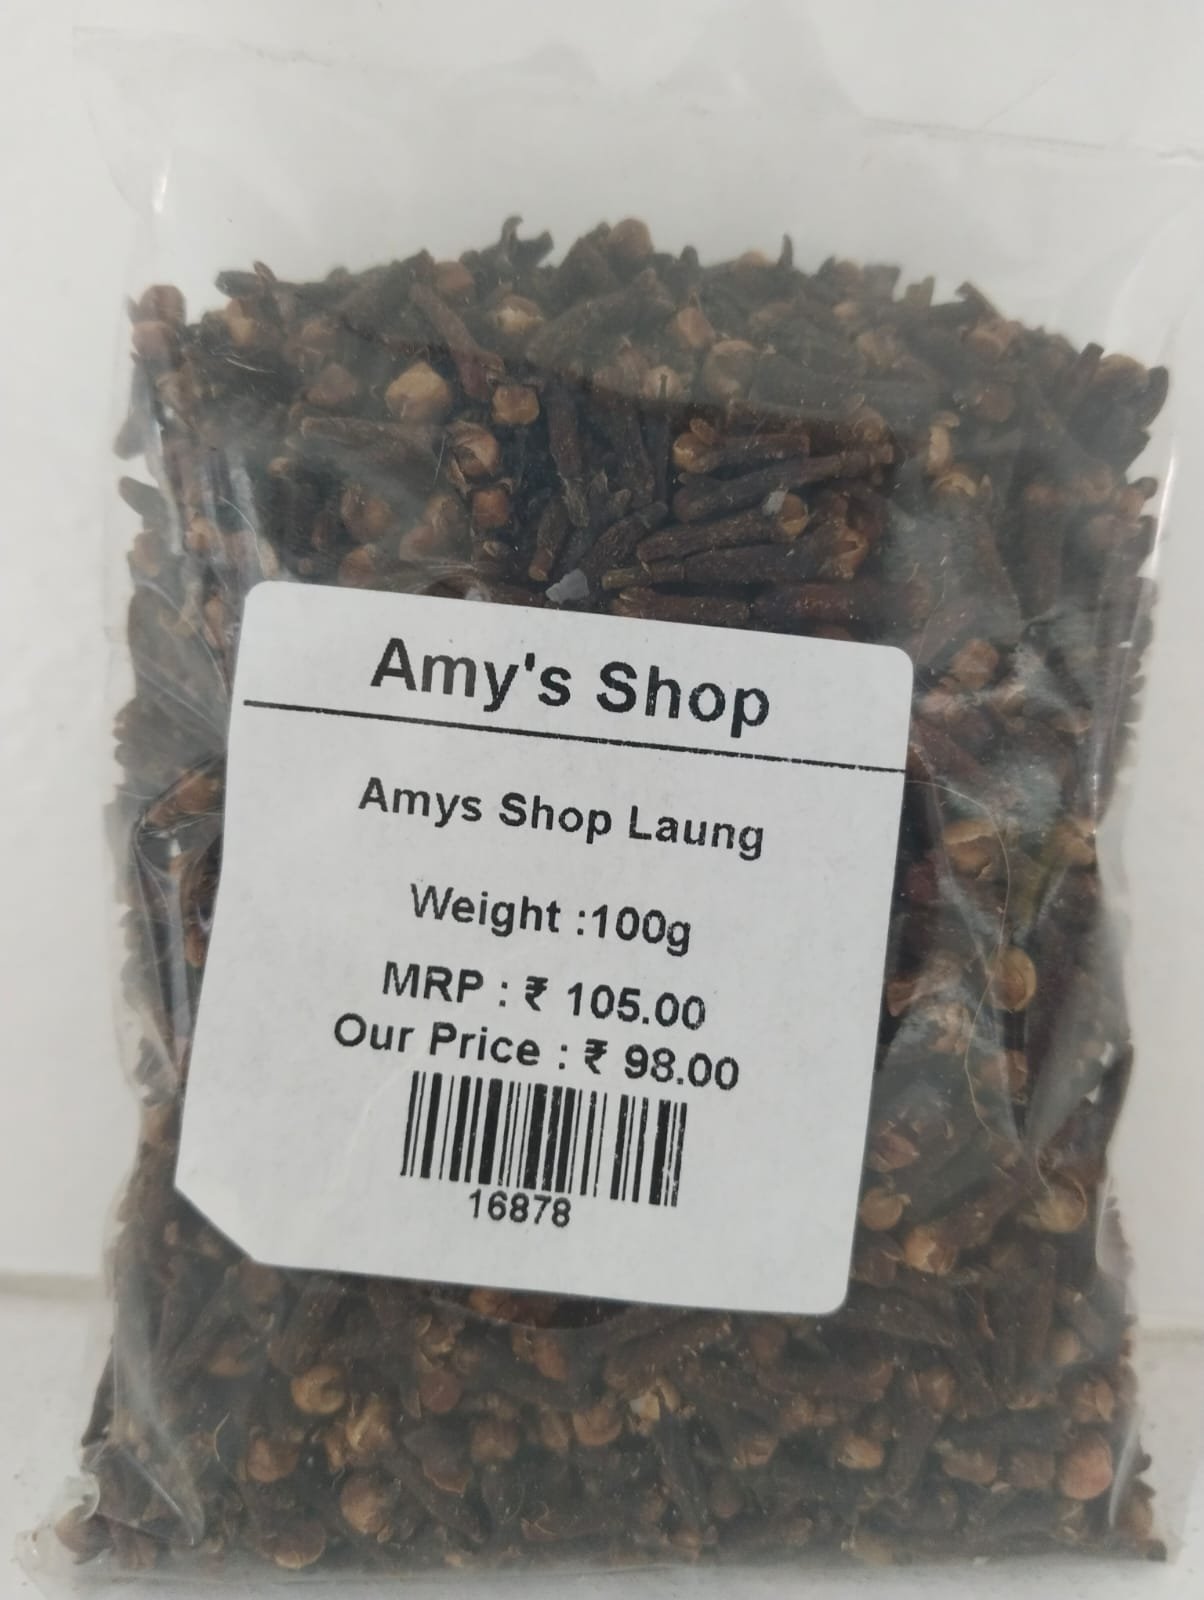 Amy's Shop
Amys Shop Laung
Weight :100g
MRP : ₹ 105.00
Our Price : ₹ 98.00
16878